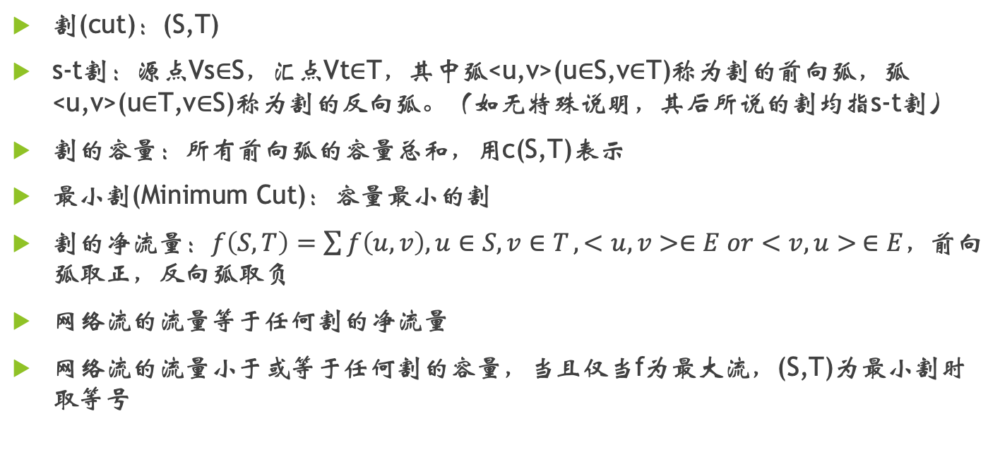 割(cut)：(S,T)
s-t割：源点Vs∈S，汇点Vt∈T，其中弧<u,v>(u∈S,v∈T)称为割的前向弧，弧
<u,v>(u∈T,v∈S)称为割的反向弧。（如无特殊说明，其后所说的割均指s-t割）
割的容量：所有前向弧的容量总和，用c(S,T)表示
最小割(Minimum Cut)：容量最小的割
割的净流量：f(S,T) = ∑ f(u,v), u ∈ S, v ∈ T ,< u, v >∈ E or < v, u > ∈ E，前向
弧取正，反向弧取负
网络流的流量等于任何割的净流量
网络流的流量小于或等于任何割的容量，当且仅当f为最大流，(S,T)为最小割时
取等号